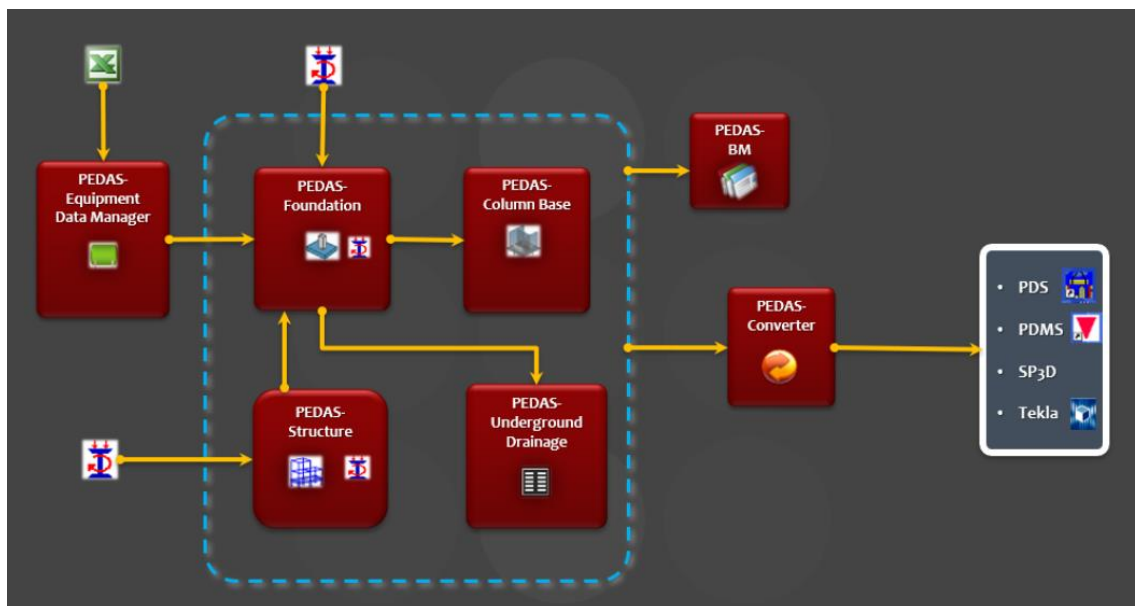 PEDAS-
Equipment
Data Manager
PEDAS-
Foundation
PEDAS-
Column Base
PEDAS-
BM
PEDAS-
Structure
PEDAS-
Underground
Drainage
PEDAS-
Converter
• PDS
• PDMS
• SP3D
• Tekla